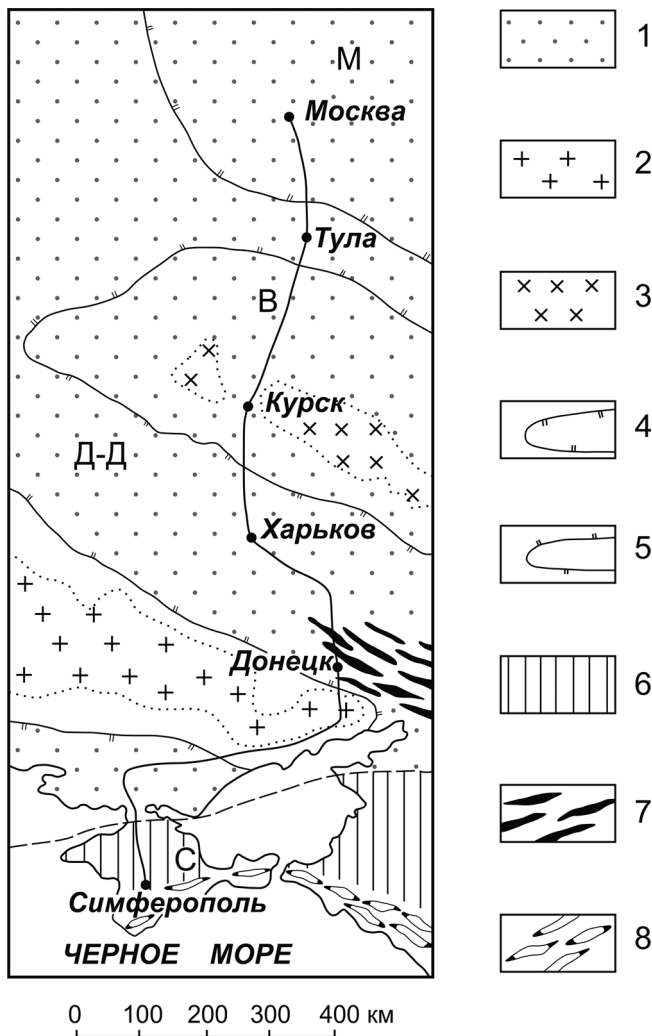 М
Москва
Тула
В
Курск
Д-Д
Харьков
Донецк
С
Симферополь
ЧЕРНОЕ МОРЕ
0 100 200 300 400 км
1
2
3
4
5
6
7
8